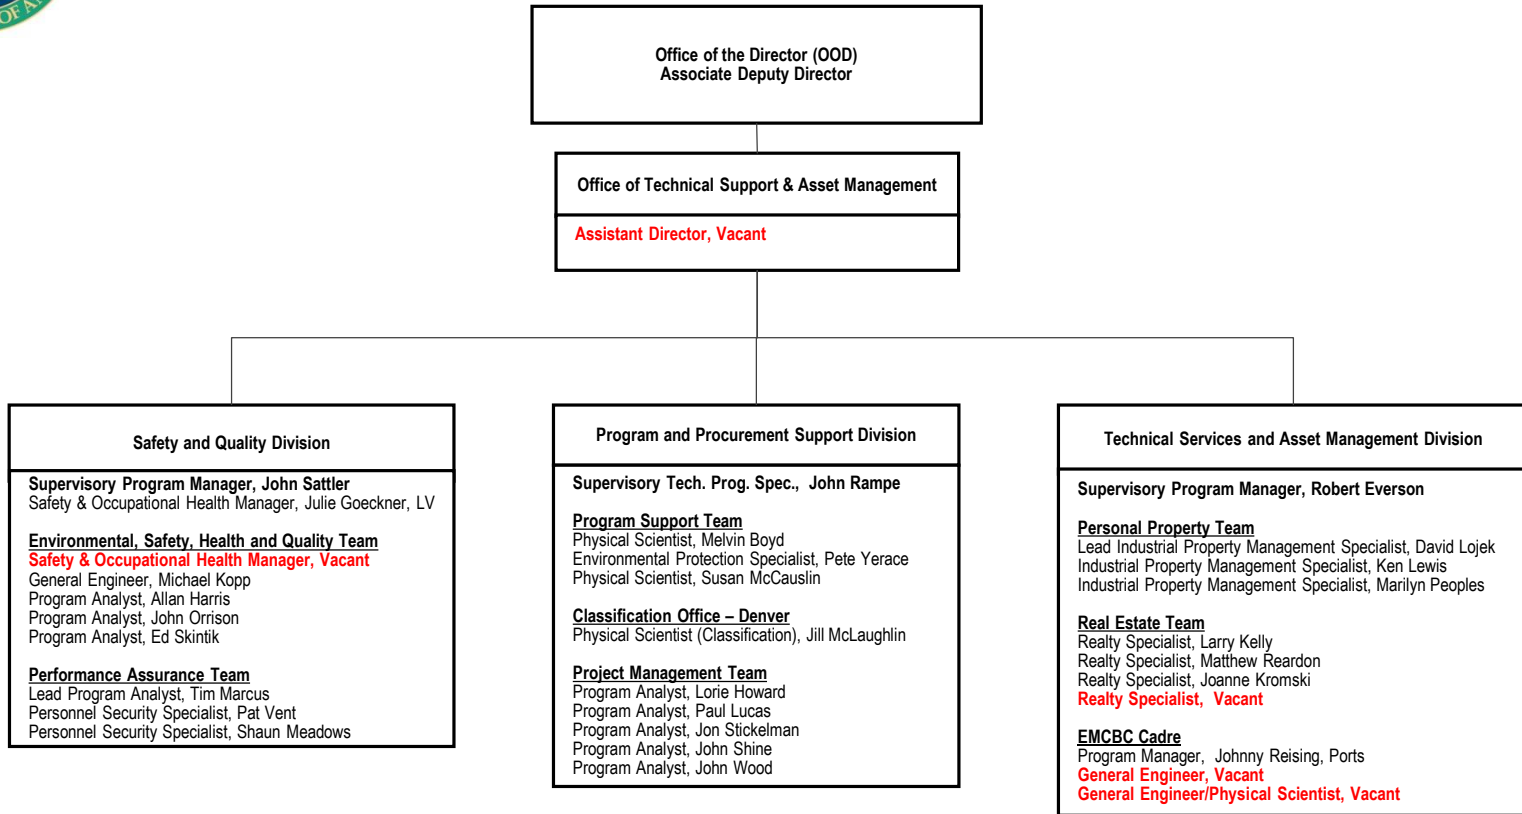 OF A
Office of the Director (OOD)
Associate Deputy Director
Office of Technical Support & Asset Management
Assistant Director, Vacant
Safety and Quality Division
Supervisory Program Manager, John Sattler
Safety & Occupational Health Manager, Julie Goeckner, LV
Environmental, Safety, Health and Quality Team
Safety & Occupational Health Manager, Vacant
General Engineer, Michael Kopp
Program Analyst, Allan Harris
Program Analyst, John Orrison
Program Analyst, Ed Skintik
Performance Assurance Team
Lead Program Analyst, Tim Marcus
Personnel Security Specialist, Pat Vent
Personnel Security Specialist, Shaun Meadows
Program and Procurement Support Division
Supervisory Tech. Prog. Spec., John Rampe
Program Support Team
Physical Scientist, Melvin Boyd
Environmental Protection Specialist, Pete Yerace
Physical Scientist, Susan McCauslin
Classification Office – Denver
Physical Scientist (Classification), Jill McLaughlin
Project Management Team
Program Analyst, Lorie Howard
Program Analyst, Paul Lucas
Program Analyst, Jon Stickelman
Program Analyst, John Shine
Program Analyst, John Wood
Technical Services and Asset Management Division
Supervisory Program Manager, Robert Everson
Personal Property Team
Lead Industrial Property Management Specialist, David Lojek
Industrial Property Management Specialist, Ken Lewis
Industrial Property Management Specialist, Marilyn Peoples
Real Estate Team
Realty Specialist, Larry Kelly
Realty Specialist, Matthew Reardon
Realty Specialist, Joanne Kromski
Realty Specialist, Vacant
EMCBC Cadre
Program Manager, Johnny Reising, Ports
General Engineer, Vacant
General Engineer/Physical Scientist, Vacant